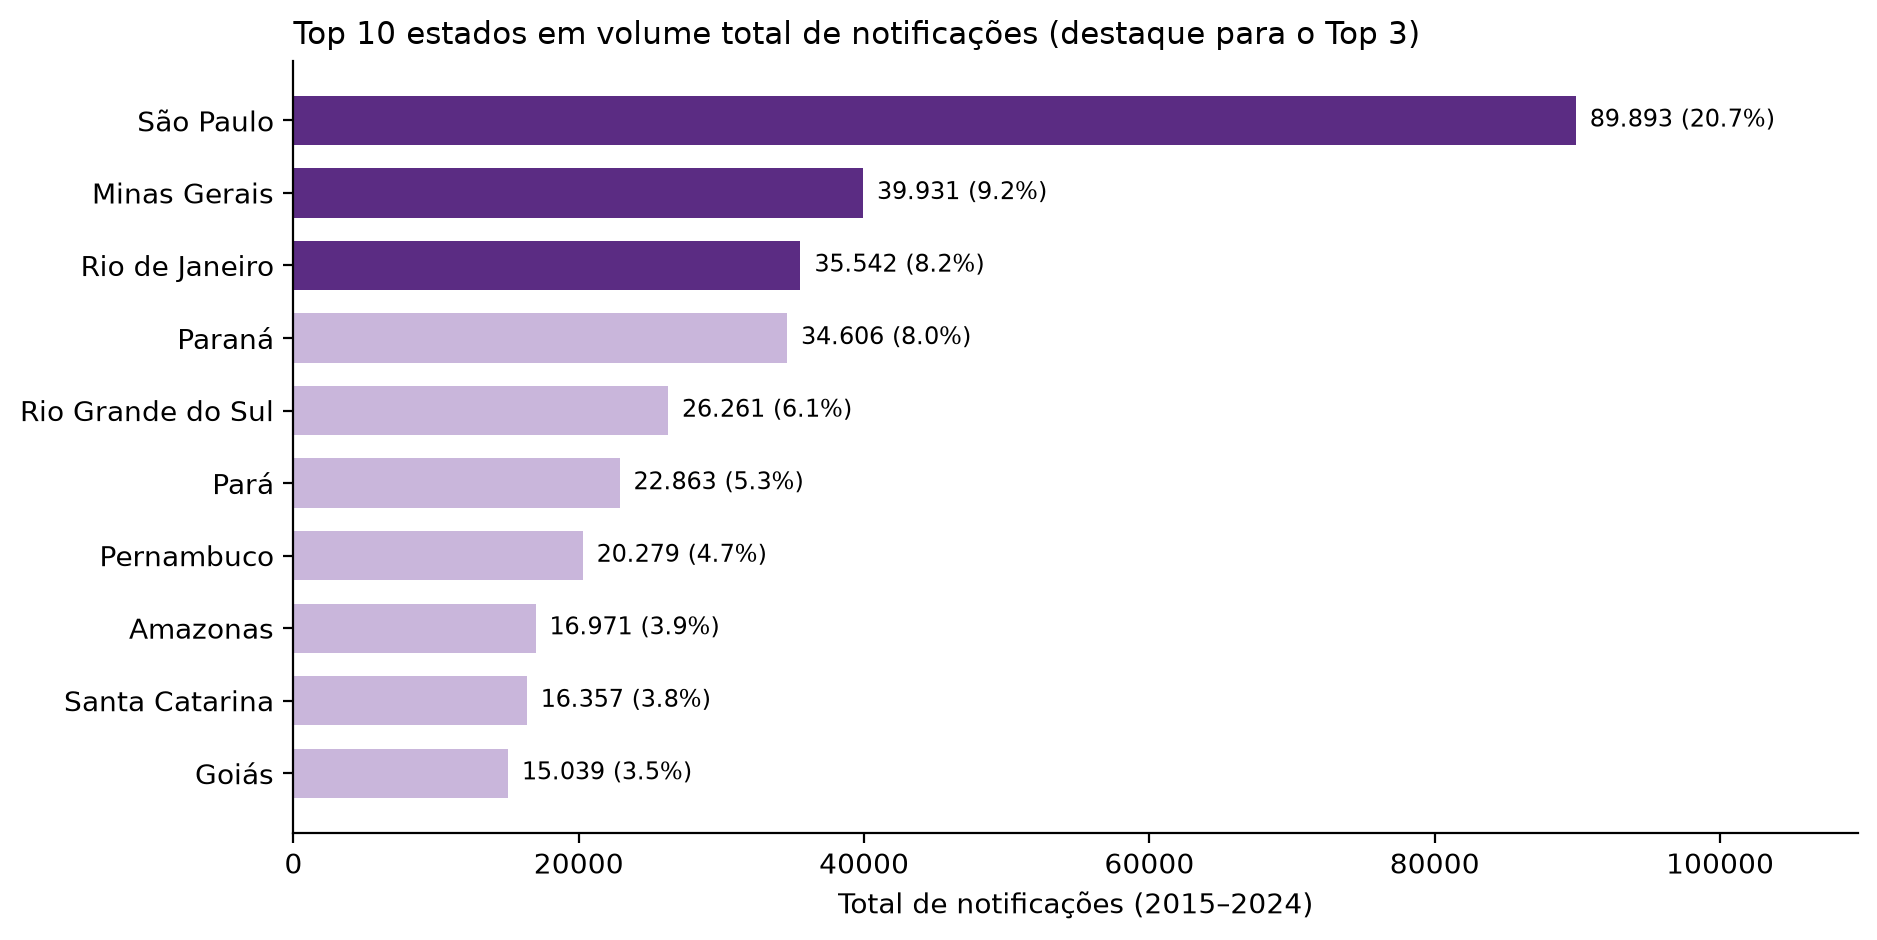 Top 10 estados em volume total de notificações (destaque para o Top 3)
São Paulo 89.893 (20.7%)
Minas Gerais 39.931 (9.2%)
Rio de Janeiro 35.542 (8.2%)
Paraná 34.606 (8.0%)
Rio Grande do Sul 26.261 (6.1%)
Pará 22.863 (5.3%)
Pernambuco 20.279 (4.7%)
Amazonas 16.971 (3.9%)
Santa Catarina 16.357 (3.8%)
Goiás 15.039 (3.5%)
0 20000 40000 60000 80000 100000
Total de notificações (2015–2024)